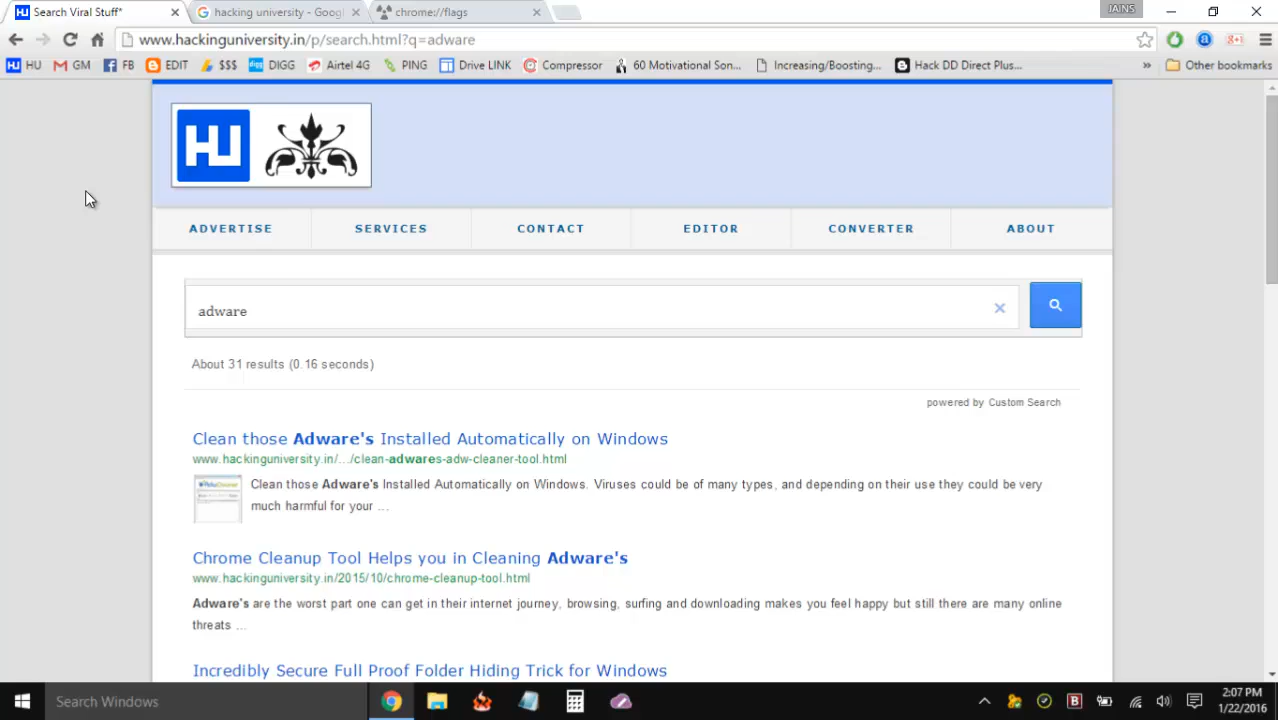 Search Viral Stuff*
hacking university - Googl
chrome://flags
JAINS
www.hackinguniversity.in/p/search.html?q=adware
HU
GM
FB
EDIT
$$$
DIGG
Airtel 4G
PING
Drive LINK
Compressor
60 Motivational Son...
Increasing/Boosting...
Hack DD Direct Plus...
»
Other bookmarks
HU
ADVERTISE
SERVICES
CONTACT
EDITOR
CONVERTER
ABOUT
adware
About 31 results (0.16 seconds)
powered by Custom Search
Clean those Adware's Installed Automatically on Windows
www.hackinguniversity.in/.../clean-adwares-adw-cleaner-tool.html
Clean those Adware's Installed Automatically on Windows. Viruses could be of many types, and depending on their use they could be very
much harmful for your ...
Chrome Cleanup Tool Helps you in Cleaning Adware's
www.hackinguniversity.in/2015/10/chrome-cleanup-tool.html
Adware's are the worst part one can get in their internet journey, browsing, surfing and downloading makes you feel happy but still there are many online
threats ...
Incredibly Secure Full Proof Folder Hiding Trick for Windows
Search Windows
2:07 PM
1/22/2016